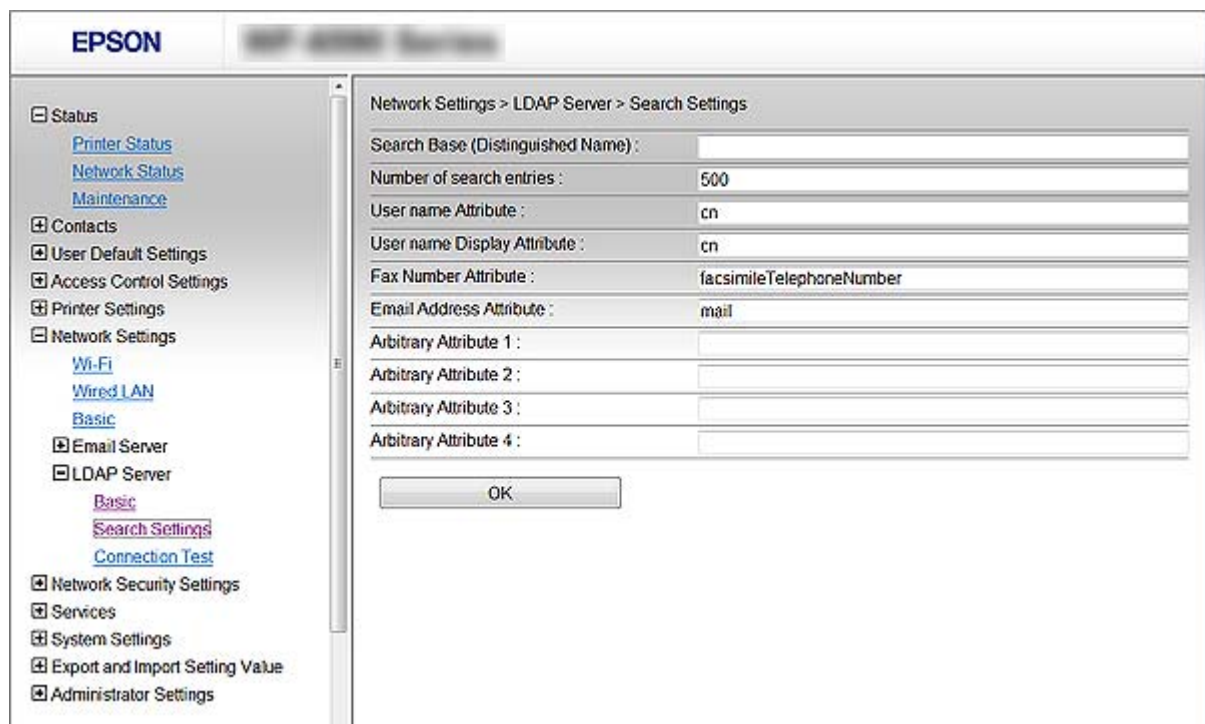 EPSON
Status
Printer Status
Network Status
Maintenance
Contacts
User Default Settings
Access Control Settings
Printer Settings
Network Settings
Wi-Fi
Wired LAN
Basic
Email Server
LDAP Server
Basic
Search Settings
Connection Test
Network Security Settings
Services
System Settings
Export and Import Setting Value
Administrator Settings
Network Settings > LDAP Server > Search Settings
Search Base (Distinguished Name) :
Number of search entries : 500
User name Attribute : cn
User name Display Attribute : cn
Fax Number Attribute : facsimileTelephoneNumber
Email Address Attribute : mail
Arbitrary Attribute 1 :
Arbitrary Attribute 2 :
Arbitrary Attribute 3 :
Arbitrary Attribute 4 :
OK